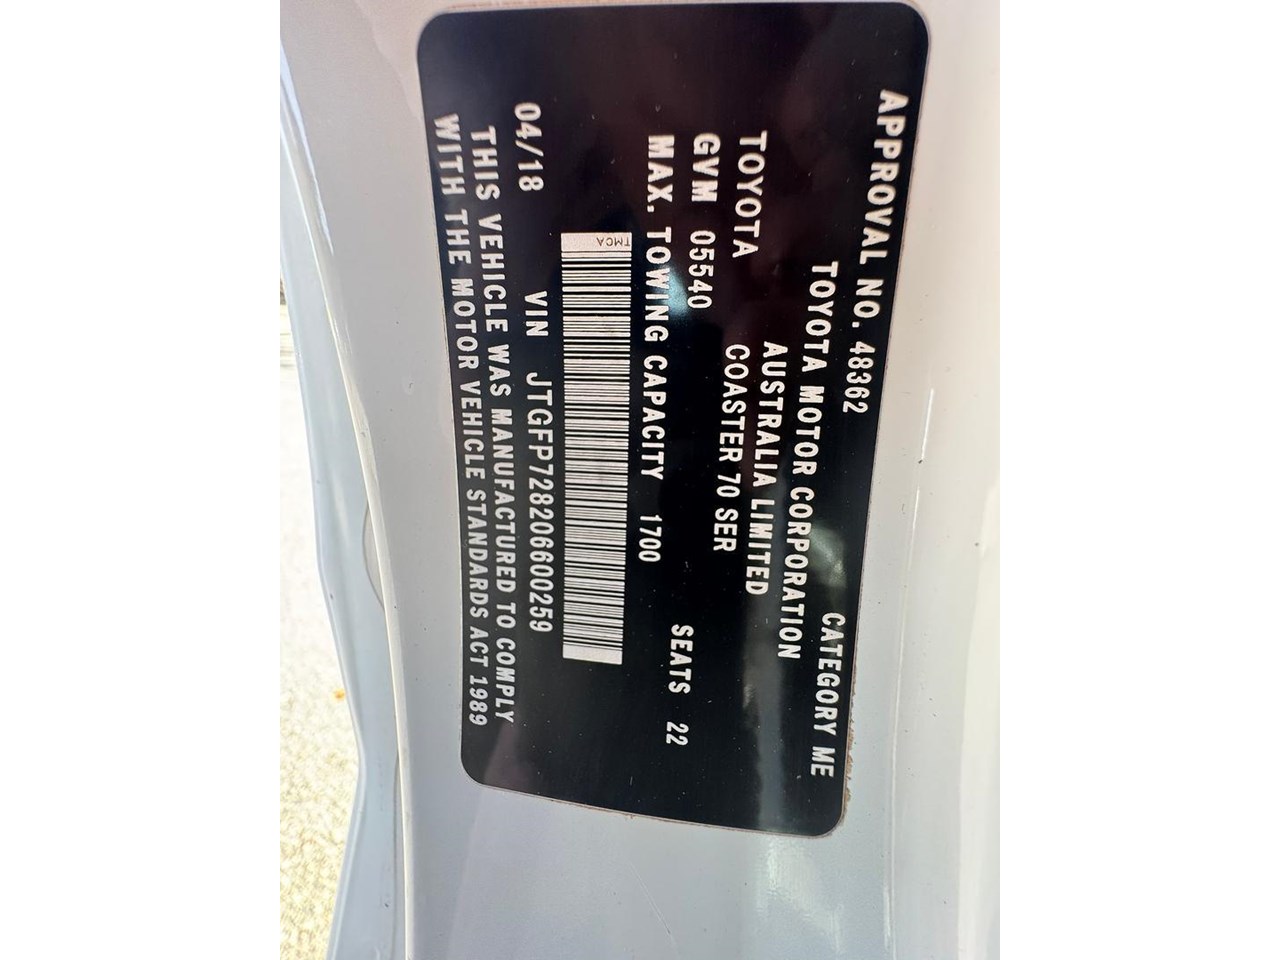 APPROVAL NO. 48362 CATEGORY ME
TOYOTA MOTOR CORPORATION
AUSTRALIA LIMITED
TOYOTA COASTER 70 SER
GVM 05540 SEATS 22
MAX. TOWING CAPACITY 1700
TMCA
04/18 VIN JTGFP728206600259
THIS VEHICLE WAS MANUFACTURED TO COMPLY
WITH THE MOTOR VEHICLE STANDARDS ACT 1989